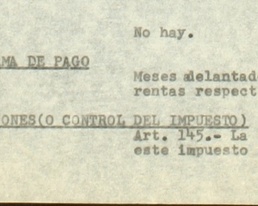 No hay.
MA DE PAGO
Meses adelantad
rentas respect
ONES(O CONTROL DEL IMPUESTO)
Art. 145.- La
este impuesto